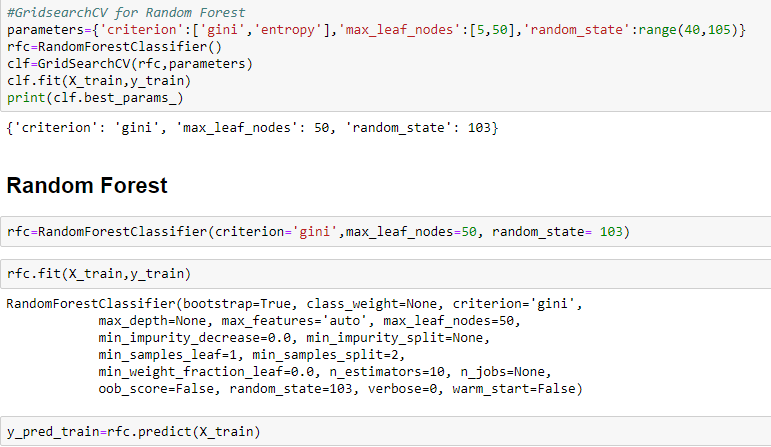 #GridsearchCV for Random Forest
parameters={'criterion':['gini','entropy'],'max_leaf_nodes':[5,50],'random_state':range(40,105)}
rfc=RandomForestClassifier()
clf=GridSearchCV(rfc,parameters)
clf.fit(X_train,y_train)
print(clf.best_params_)
{'criterion': 'gini', 'max_leaf_nodes': 50, 'random_state': 103}
Random Forest
rfc=RandomForestClassifier(criterion='gini',max_leaf_nodes=50, random_state= 103)
rfc.fit(X_train,y_train)
RandomForestClassifier(bootstrap=True, class_weight=None, criterion='gini',
max_depth=None, max_features='auto', max_leaf_nodes=50,
min_impurity_decrease=0.0, min_impurity_split=None,
min_samples_leaf=1, min_samples_split=2,
min_weight_fraction_leaf=0.0, n_estimators=10, n_jobs=None,
oob_score=False, random_state=103, verbose=0, warm_start=False)
y_pred_train=rfc.predict(X_train)